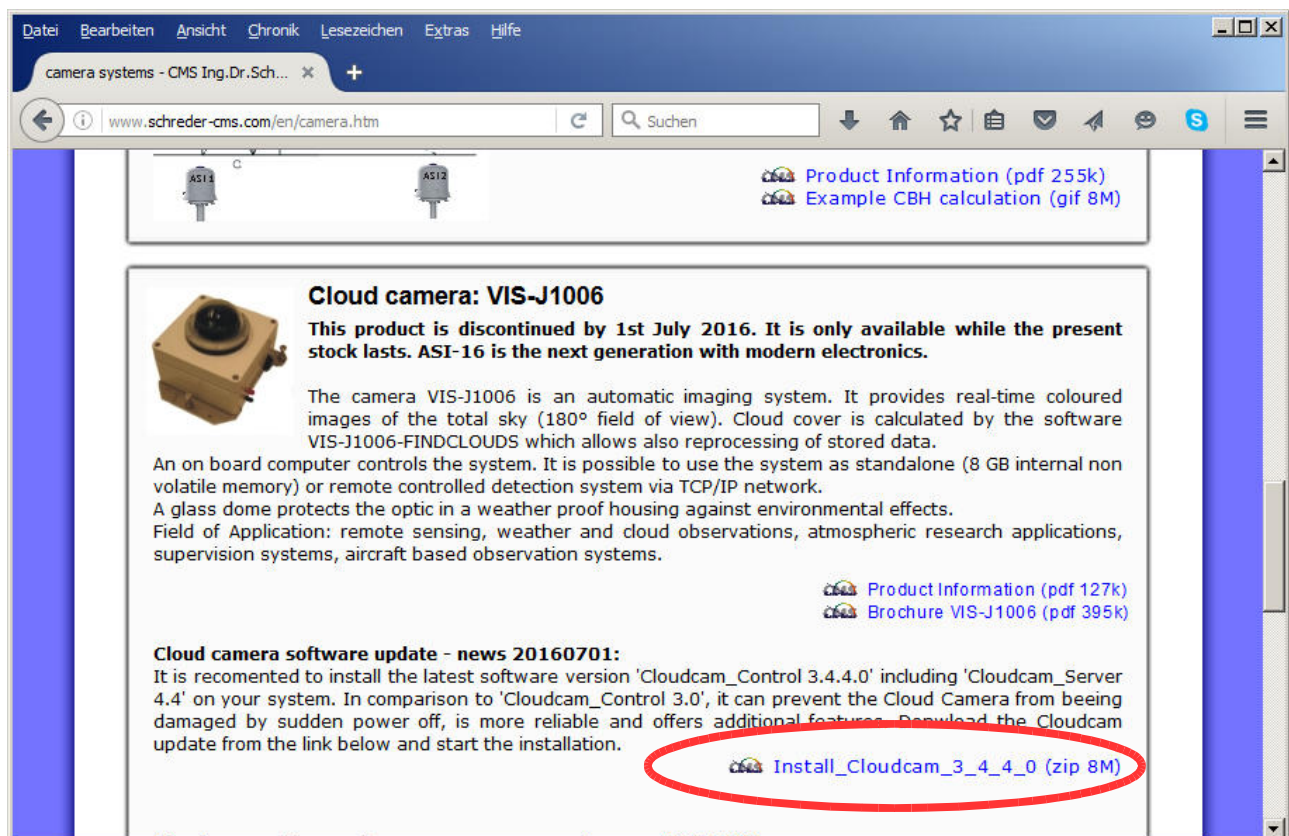 Datei Bearbeiten Ansicht Chronik Lesezeichen Extras Hilfe
camera systems - CMS Ing.Dr.Sch...
www.schreder-cms.com/en/camera.htm
Suchen
C
ASI1
ASI2
Product Information (pdf 255k)
Example CBH calculation (gif 8M)
Cloud camera: VIS-J1006
This product is discontinued by 1st July 2016. It is only available while the present
stock lasts. ASI-16 is the next generation with modern electronics.
The camera VIS-J1006 is an automatic imaging system. It provides real-time coloured
images of the total sky (180° field of view). Cloud cover is calculated by the software
VIS-J1006-FINDCLOUDS which allows also reprocessing of stored data.
An on board computer controls the system. It is possible to use the system as standalone (8 GB internal non
volatile memory) or remote controlled detection system via TCP/IP network.
A glass dome protects the optic in a weather proof housing against environmental effects.
Field of Application: remote sensing, weather and cloud observations, atmospheric research applications,
supervision systems, aircraft based observation systems.
Product Information (pdf 127k)
Brochure VIS-J1006 (pdf 395k)
Cloud camera software update - news 20160701:
It is recomented to install the latest software version 'Cloudcam_Control 3.4.4.0' including 'Cloudcam_Server
4.4' on your system. In comparison to 'Cloudcam_Control 3.0', it can prevent the Cloud Camera from beeing
damaged by sudden power off, is more reliable and offers additional features. Donwload the Cloudcam
update from the link below and start the installation.
Install_Cloudcam_3_4_4_0 (zip 8M)